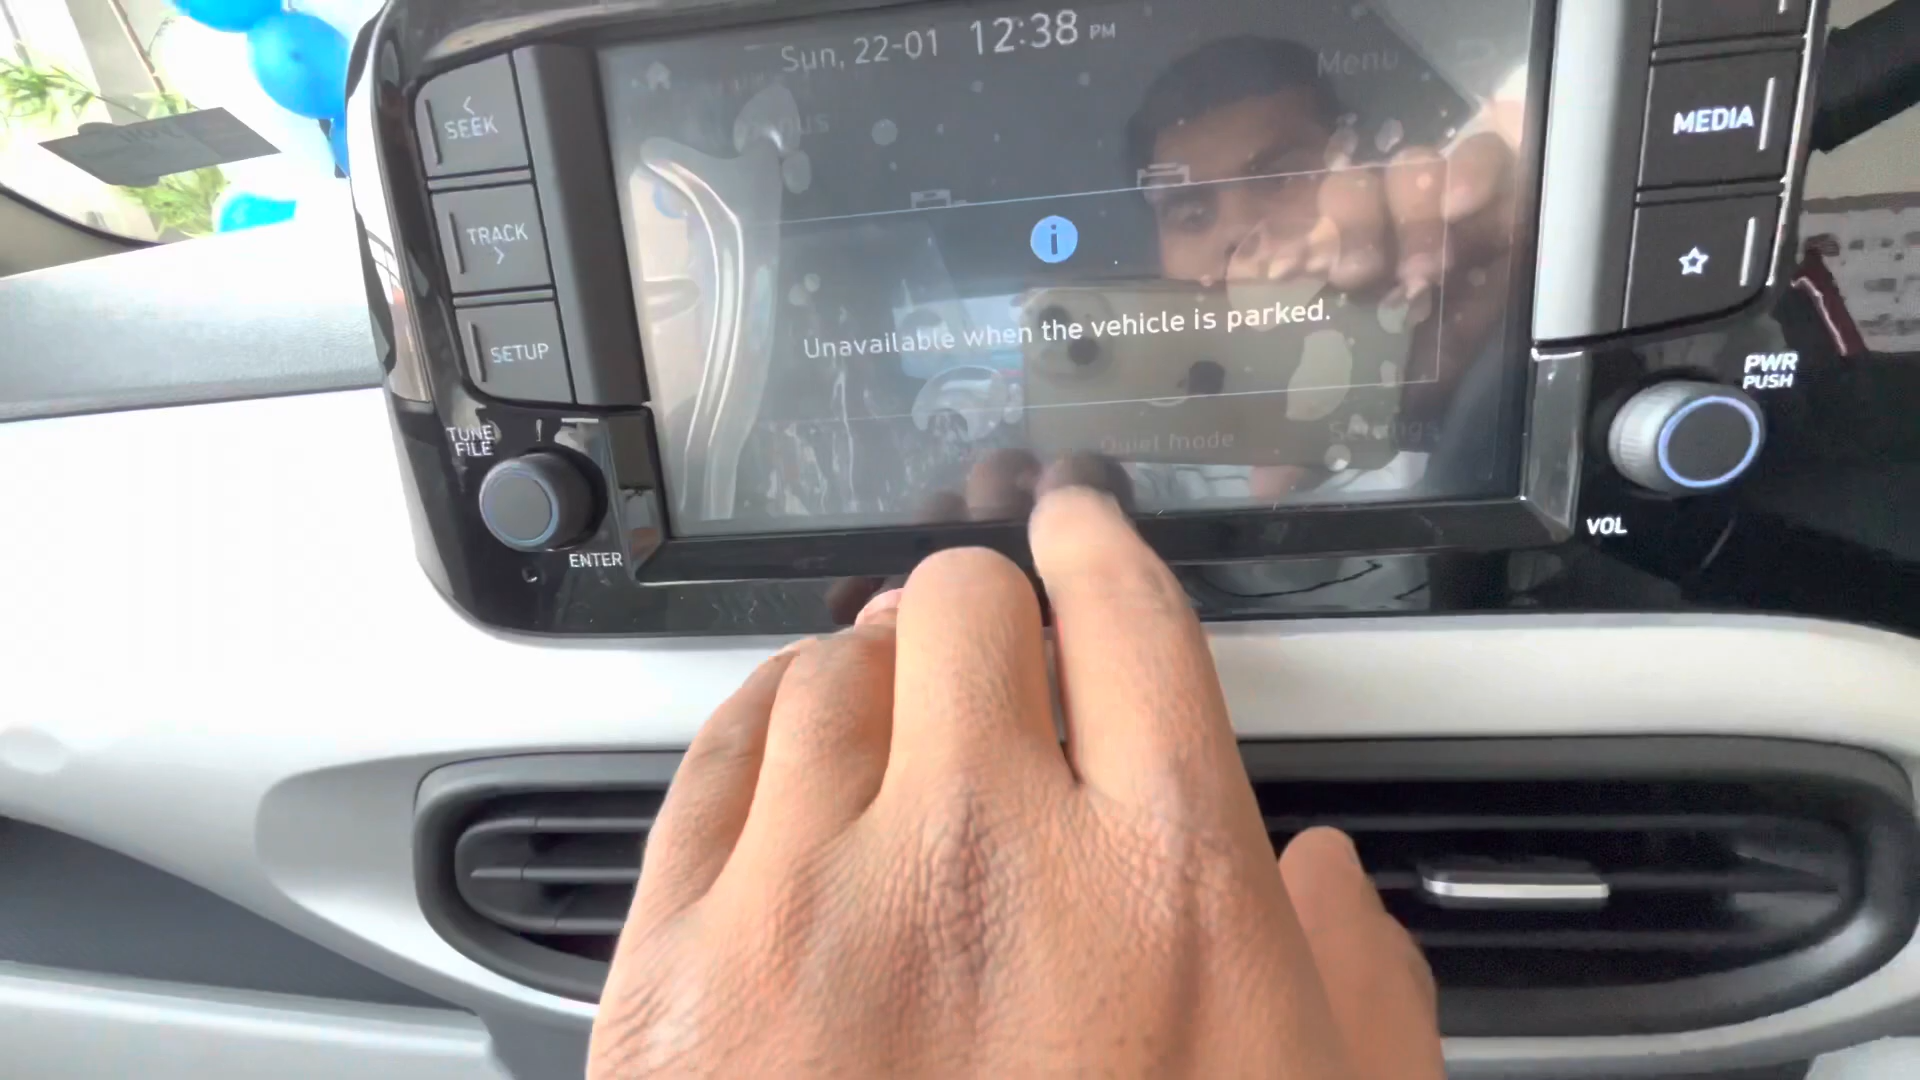 Sun, 22-01 12:38 PM
Menu
< SEEK
TRACK >
SETUP
TUNE
FILE
ENTER
Unavailable when the vehicle is parked.
Quiet mode
Settings
MEDIA
PWR
PUSH
VOL